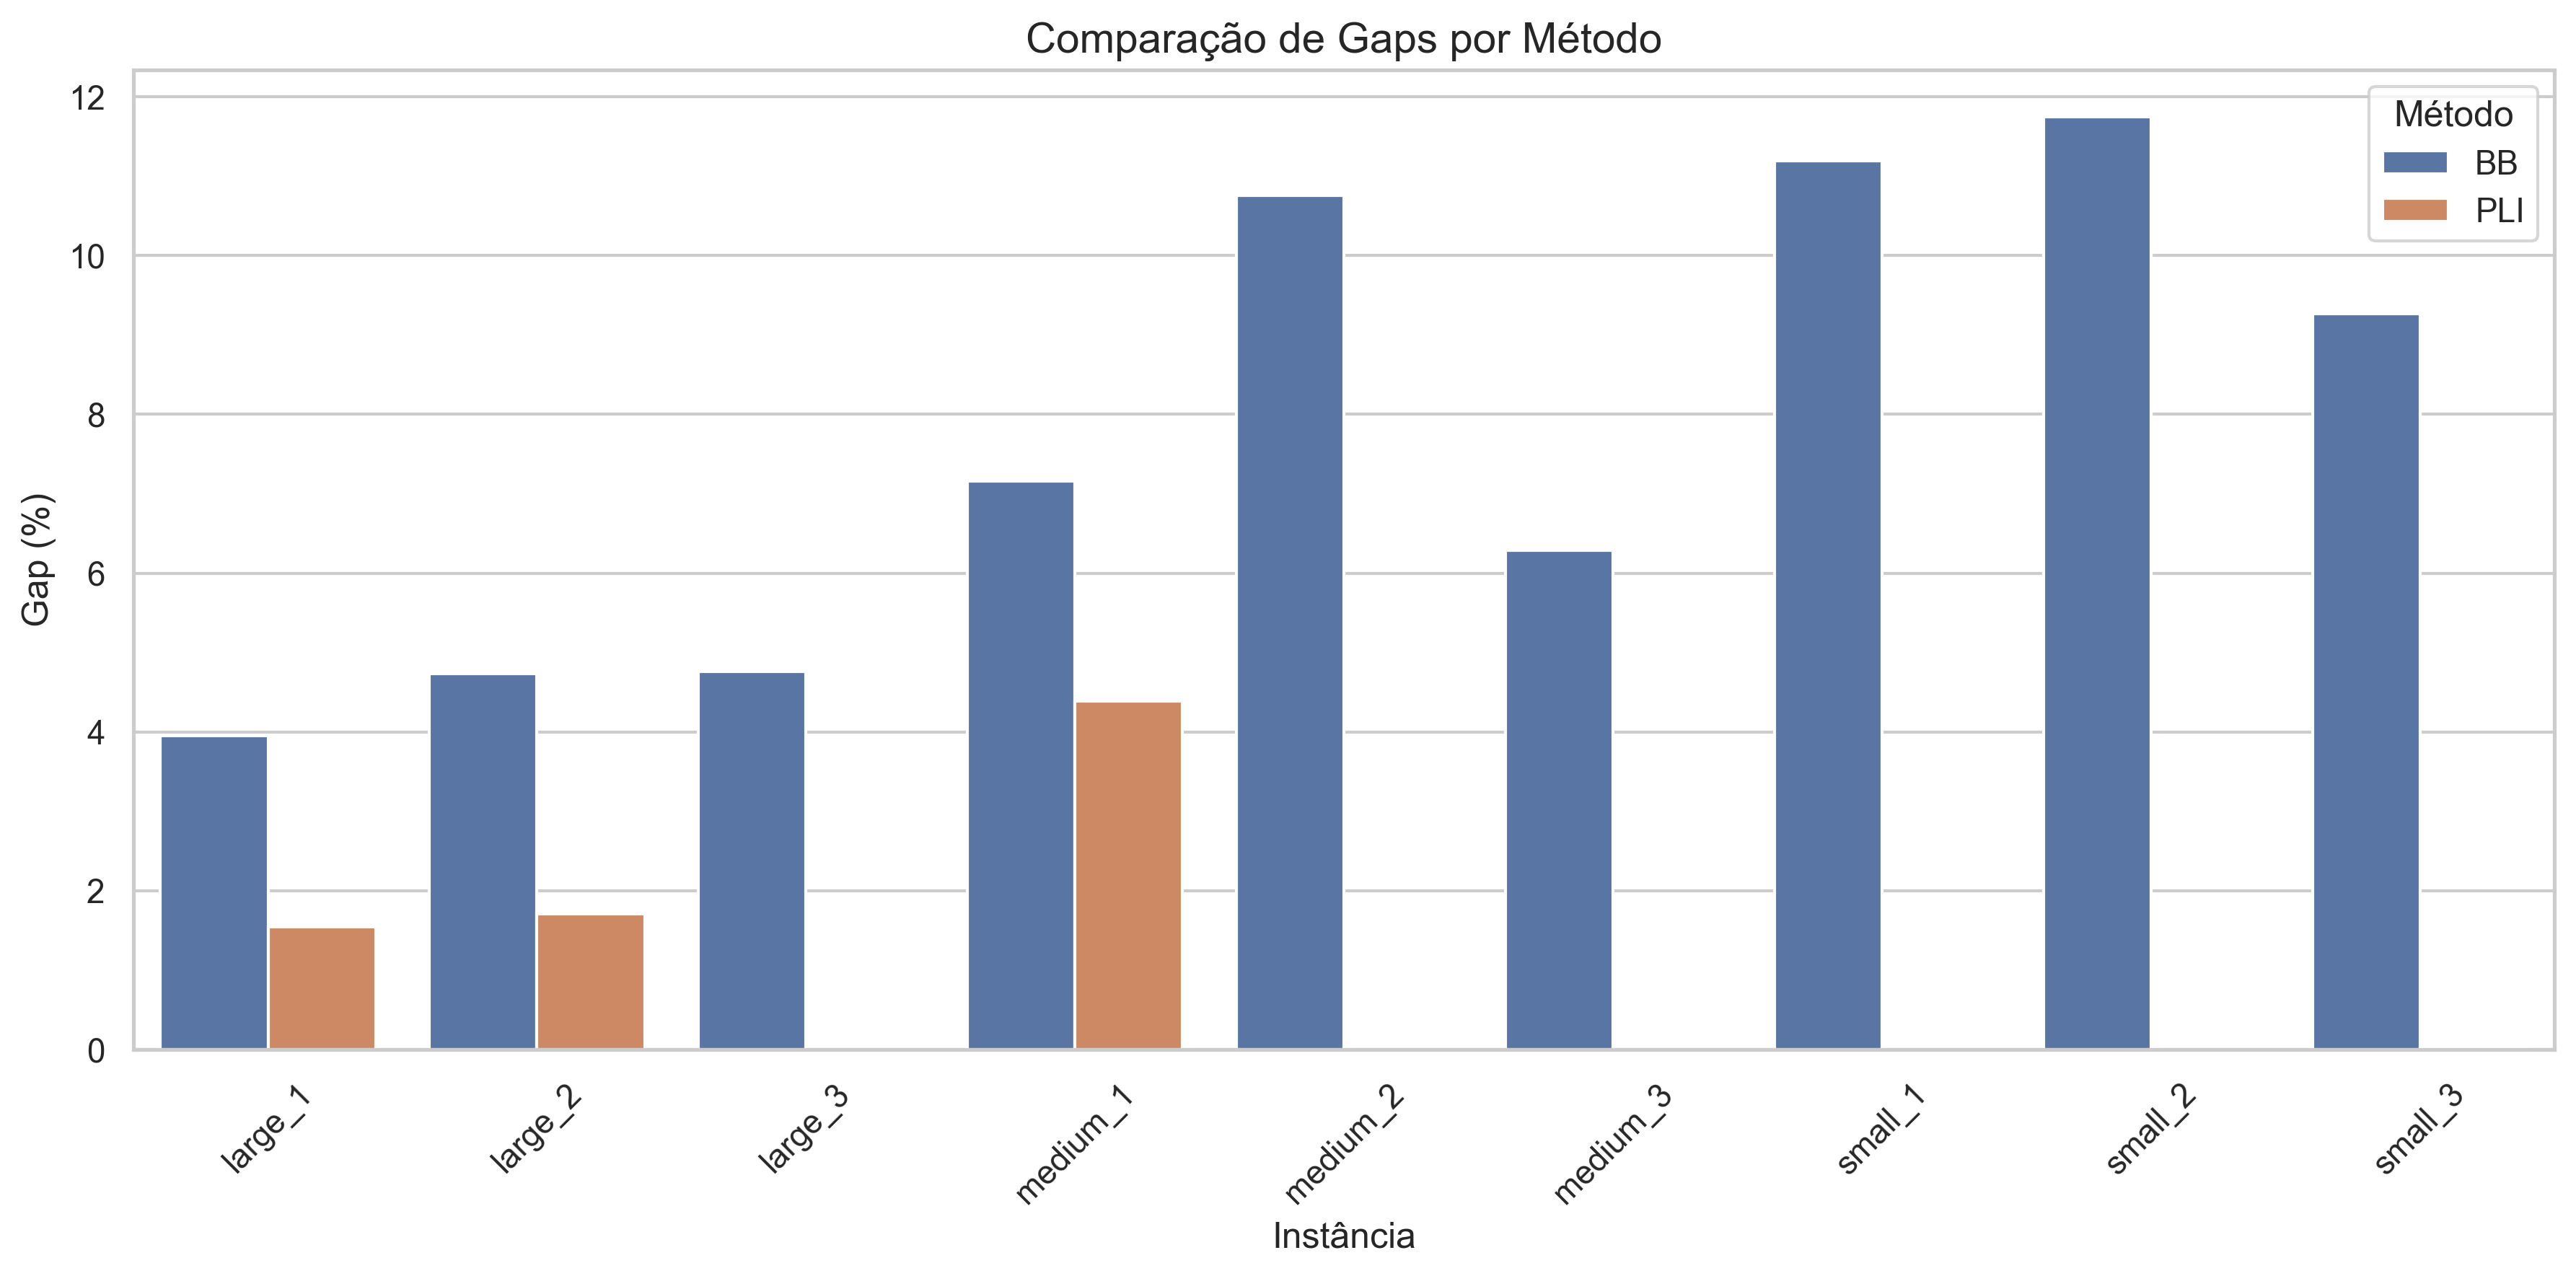 Comparação de Gaps por Método
Gap (%)
12
10
8
6
4
2
0
Método
BB
PLI
large_1
large_2
large_3
medium_1
medium_2
medium_3
small_1
small_2
small_3
Instância